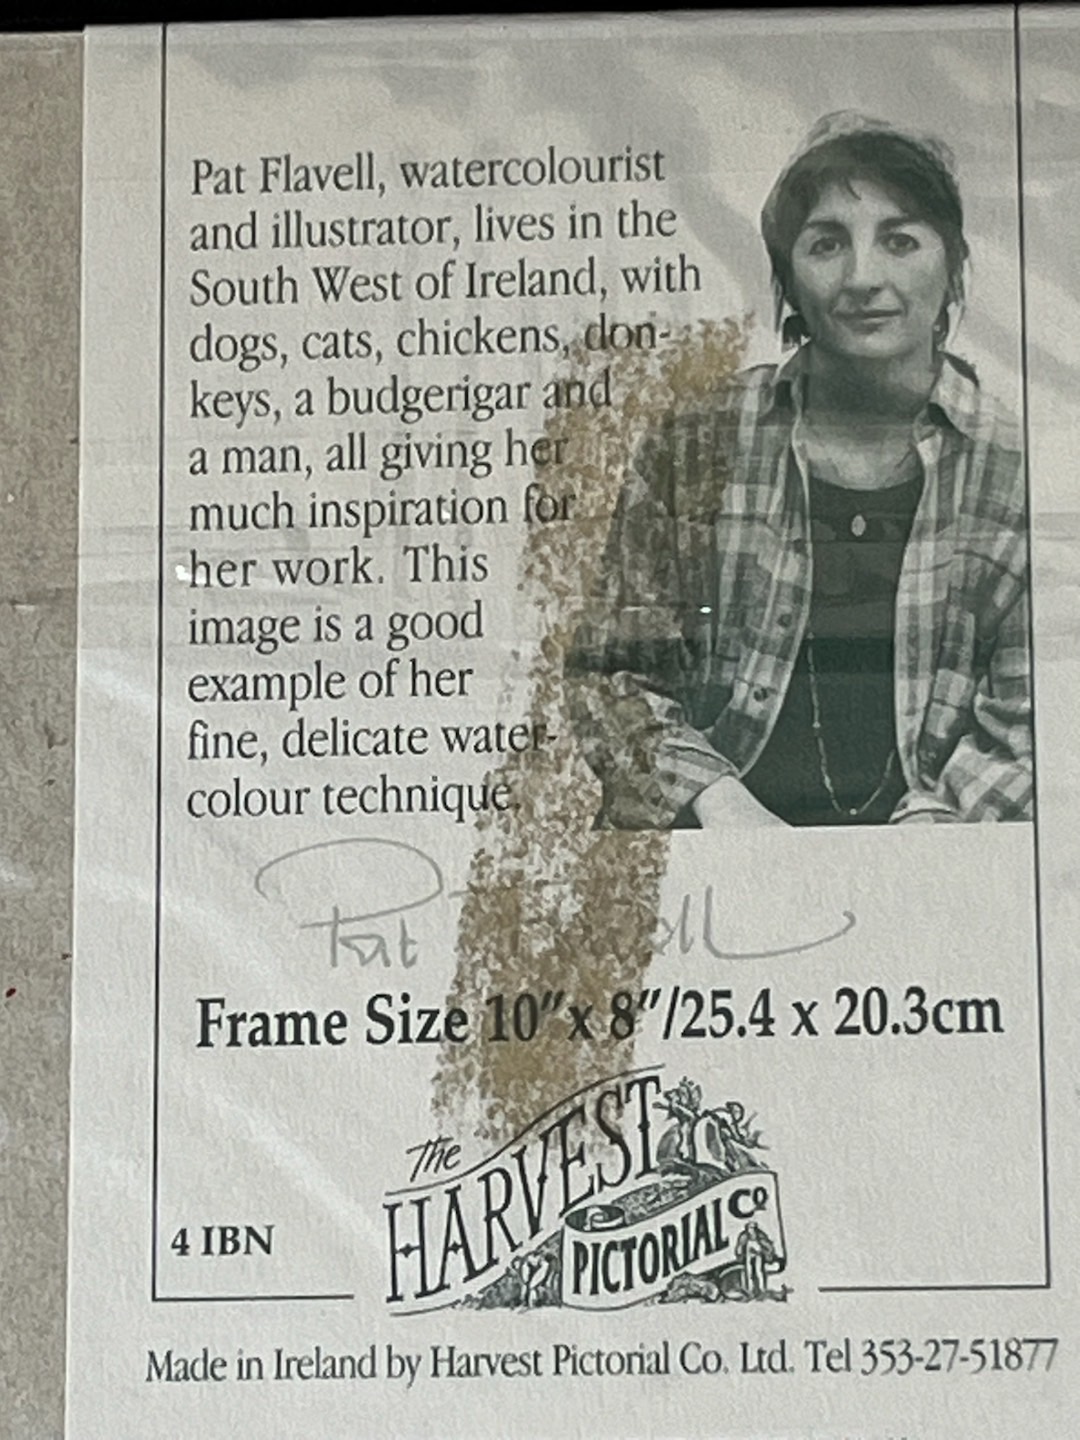 Pat Flavell, watercolourist
and illustrator, lives in the
South West of Ireland, with
dogs, cats, chickens, don-
keys, a budgerigar and
a man, all giving her
much inspiration for
her work. This
image is a good
example of her
fine, delicate water-
colour technique.
Pat
Frame Size 10″x 8″/25.4 x 20.3cm
The
HARVEST
PICTORIAL Co
4 IBN
Made in Ireland by Harvest Pictorial Co. Ltd. Tel 353-27-51877